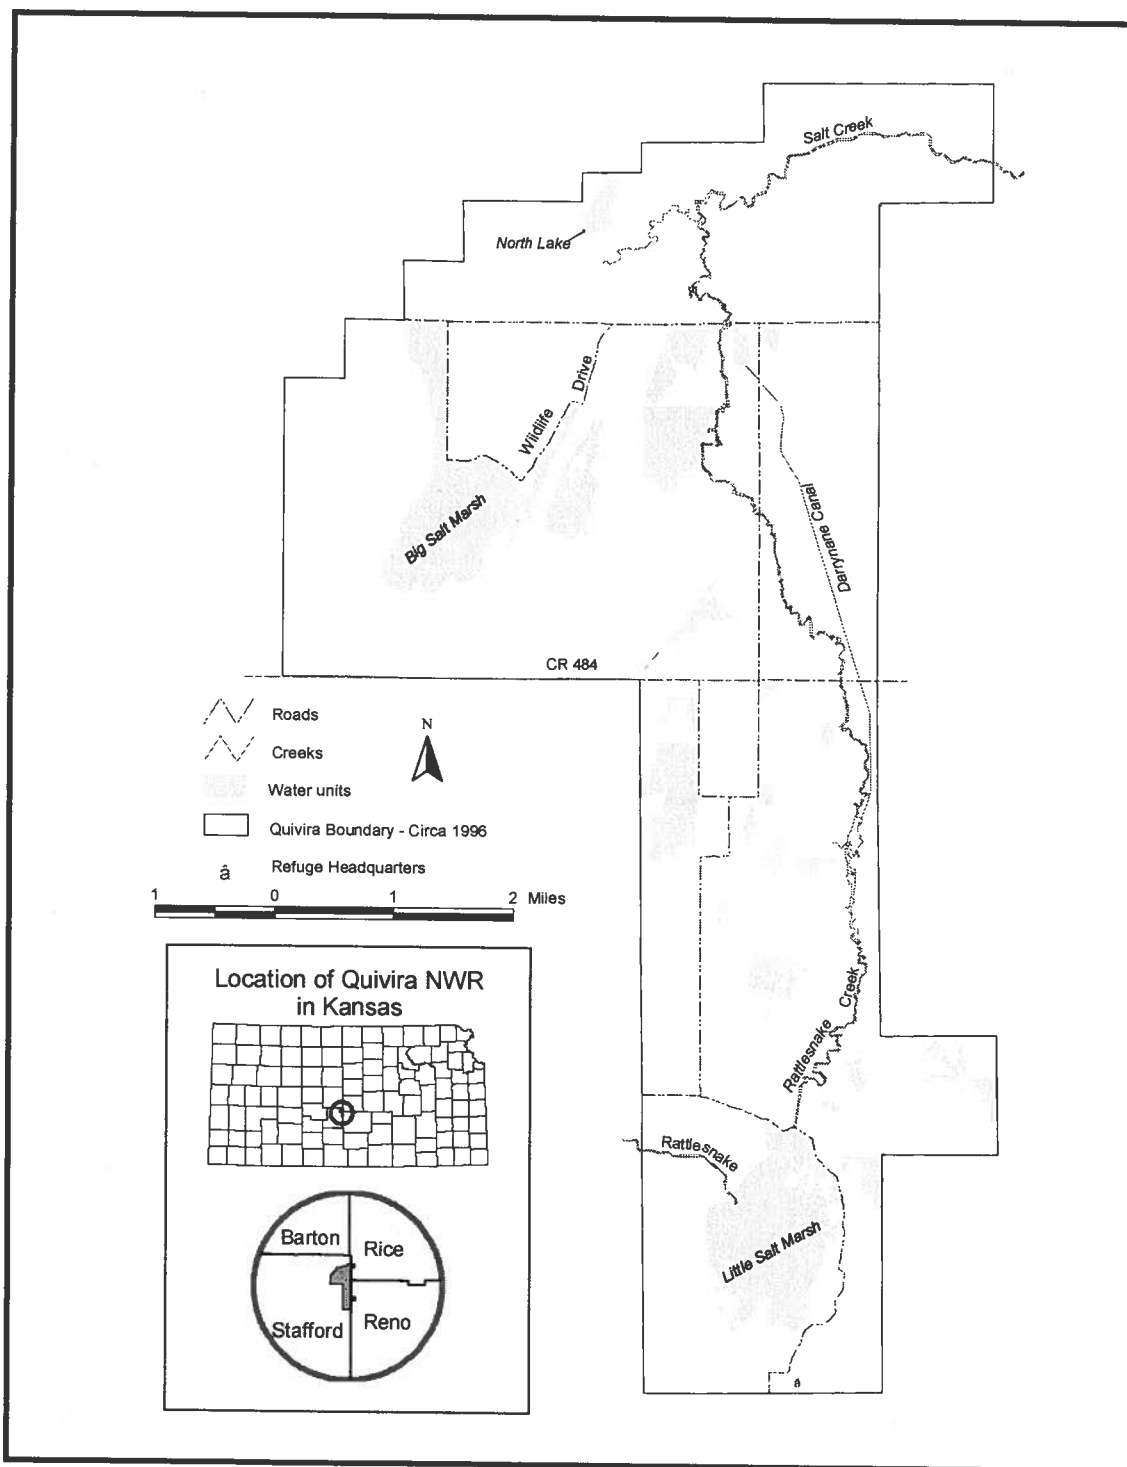 Salt Creek
North Lake
Drive
Wildlife
Big Salt Marsh
Darrynane Canal
CR 484
Roads
Creeks
Water units
Quivira Boundary - Circa 1996
â Refuge Headquarters
N
1 0 1 2 Miles
Location of Quivira NWR
in Kansas
Barton
Rice
Stafford
Reno
Rattlesnake Creek
Rattlesnake
Little Salt Marsh
â